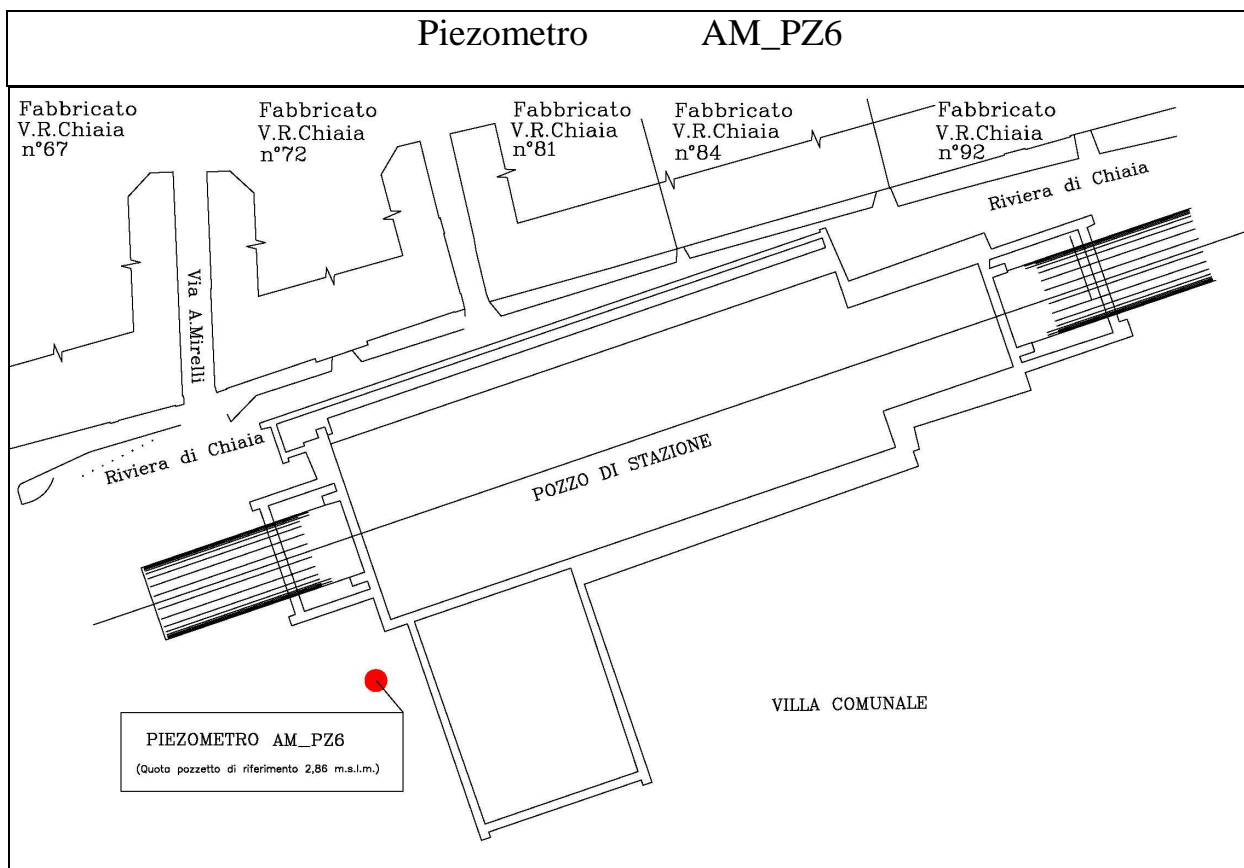 Piezometro AM_PZ6
Fabbricato
V.R.Chiaia
n°67
Fabbricato
V.R.Chiaia
n°72
Fabbricato
V.R.Chiaia
n°81
Fabbricato
V.R.Chiaia
n°84
Fabbricato
V.R.Chiaia
n°92
Riviera di Chiaia
Via A.Mirelli
Riviera di Chiaia
POZZO DI STAZIONE
VILLA COMUNALE
PIEZOMETRO AM_PZ6
(Quota pozzetto di riferimento 2,86 m.s.l.m.)